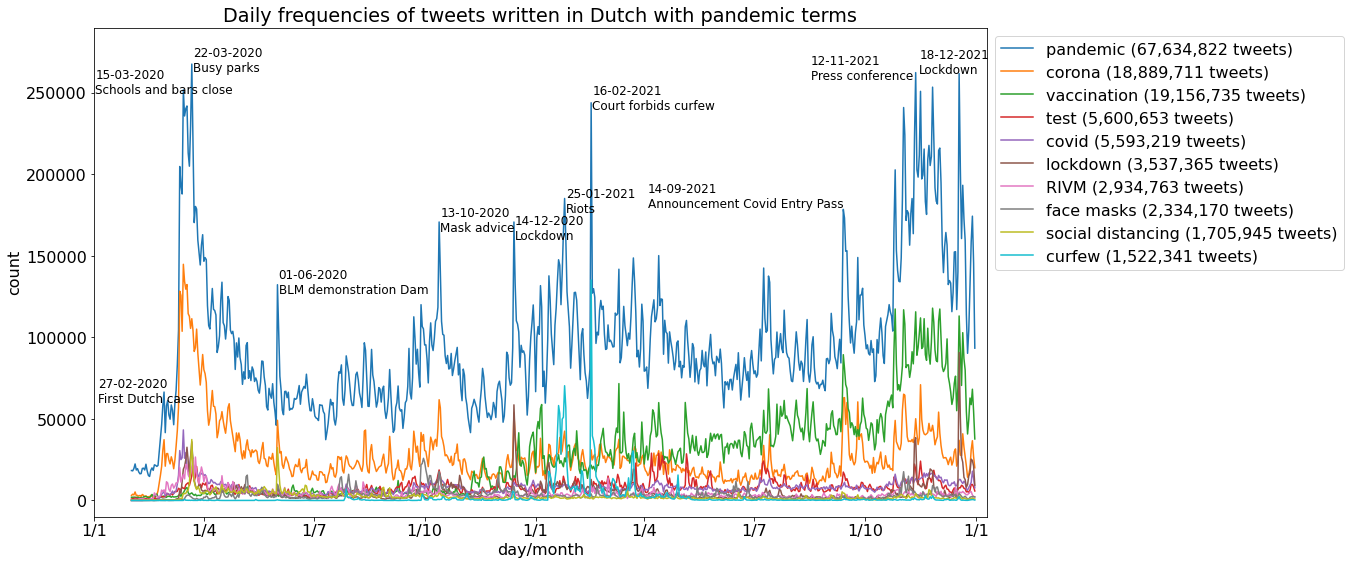 Daily frequencies of tweets written in Dutch with pandemic terms
22-03-2020
Busy parks
15-03-2020
Schools and bars close
12-11-2021
Press conference
18-12-2021
Lockdown
16-02-2021
Court forbids curfew
25-01-2021
Riots
14-09-2021
Announcement Covid Entry Pass
13-10-2020
Mask advice
14-12-2020
Lockdown
01-06-2020
BLM demonstration Dam
27-02-2020
First Dutch case
count
250000
200000
150000
100000
50000
0
1/1
1/4
1/7
1/10
1/1
1/4
1/7
1/10
1/1
day/month
pandemic (67,634,822 tweets)
corona (18,889,711 tweets)
vaccination (19,156,735 tweets)
test (5,600,653 tweets)
covid (5,593,219 tweets)
lockdown (3,537,365 tweets)
RIVM (2,934,763 tweets)
face masks (2,334,170 tweets)
social distancing (1,705,945 tweets)
curfew (1,522,341 tweets)